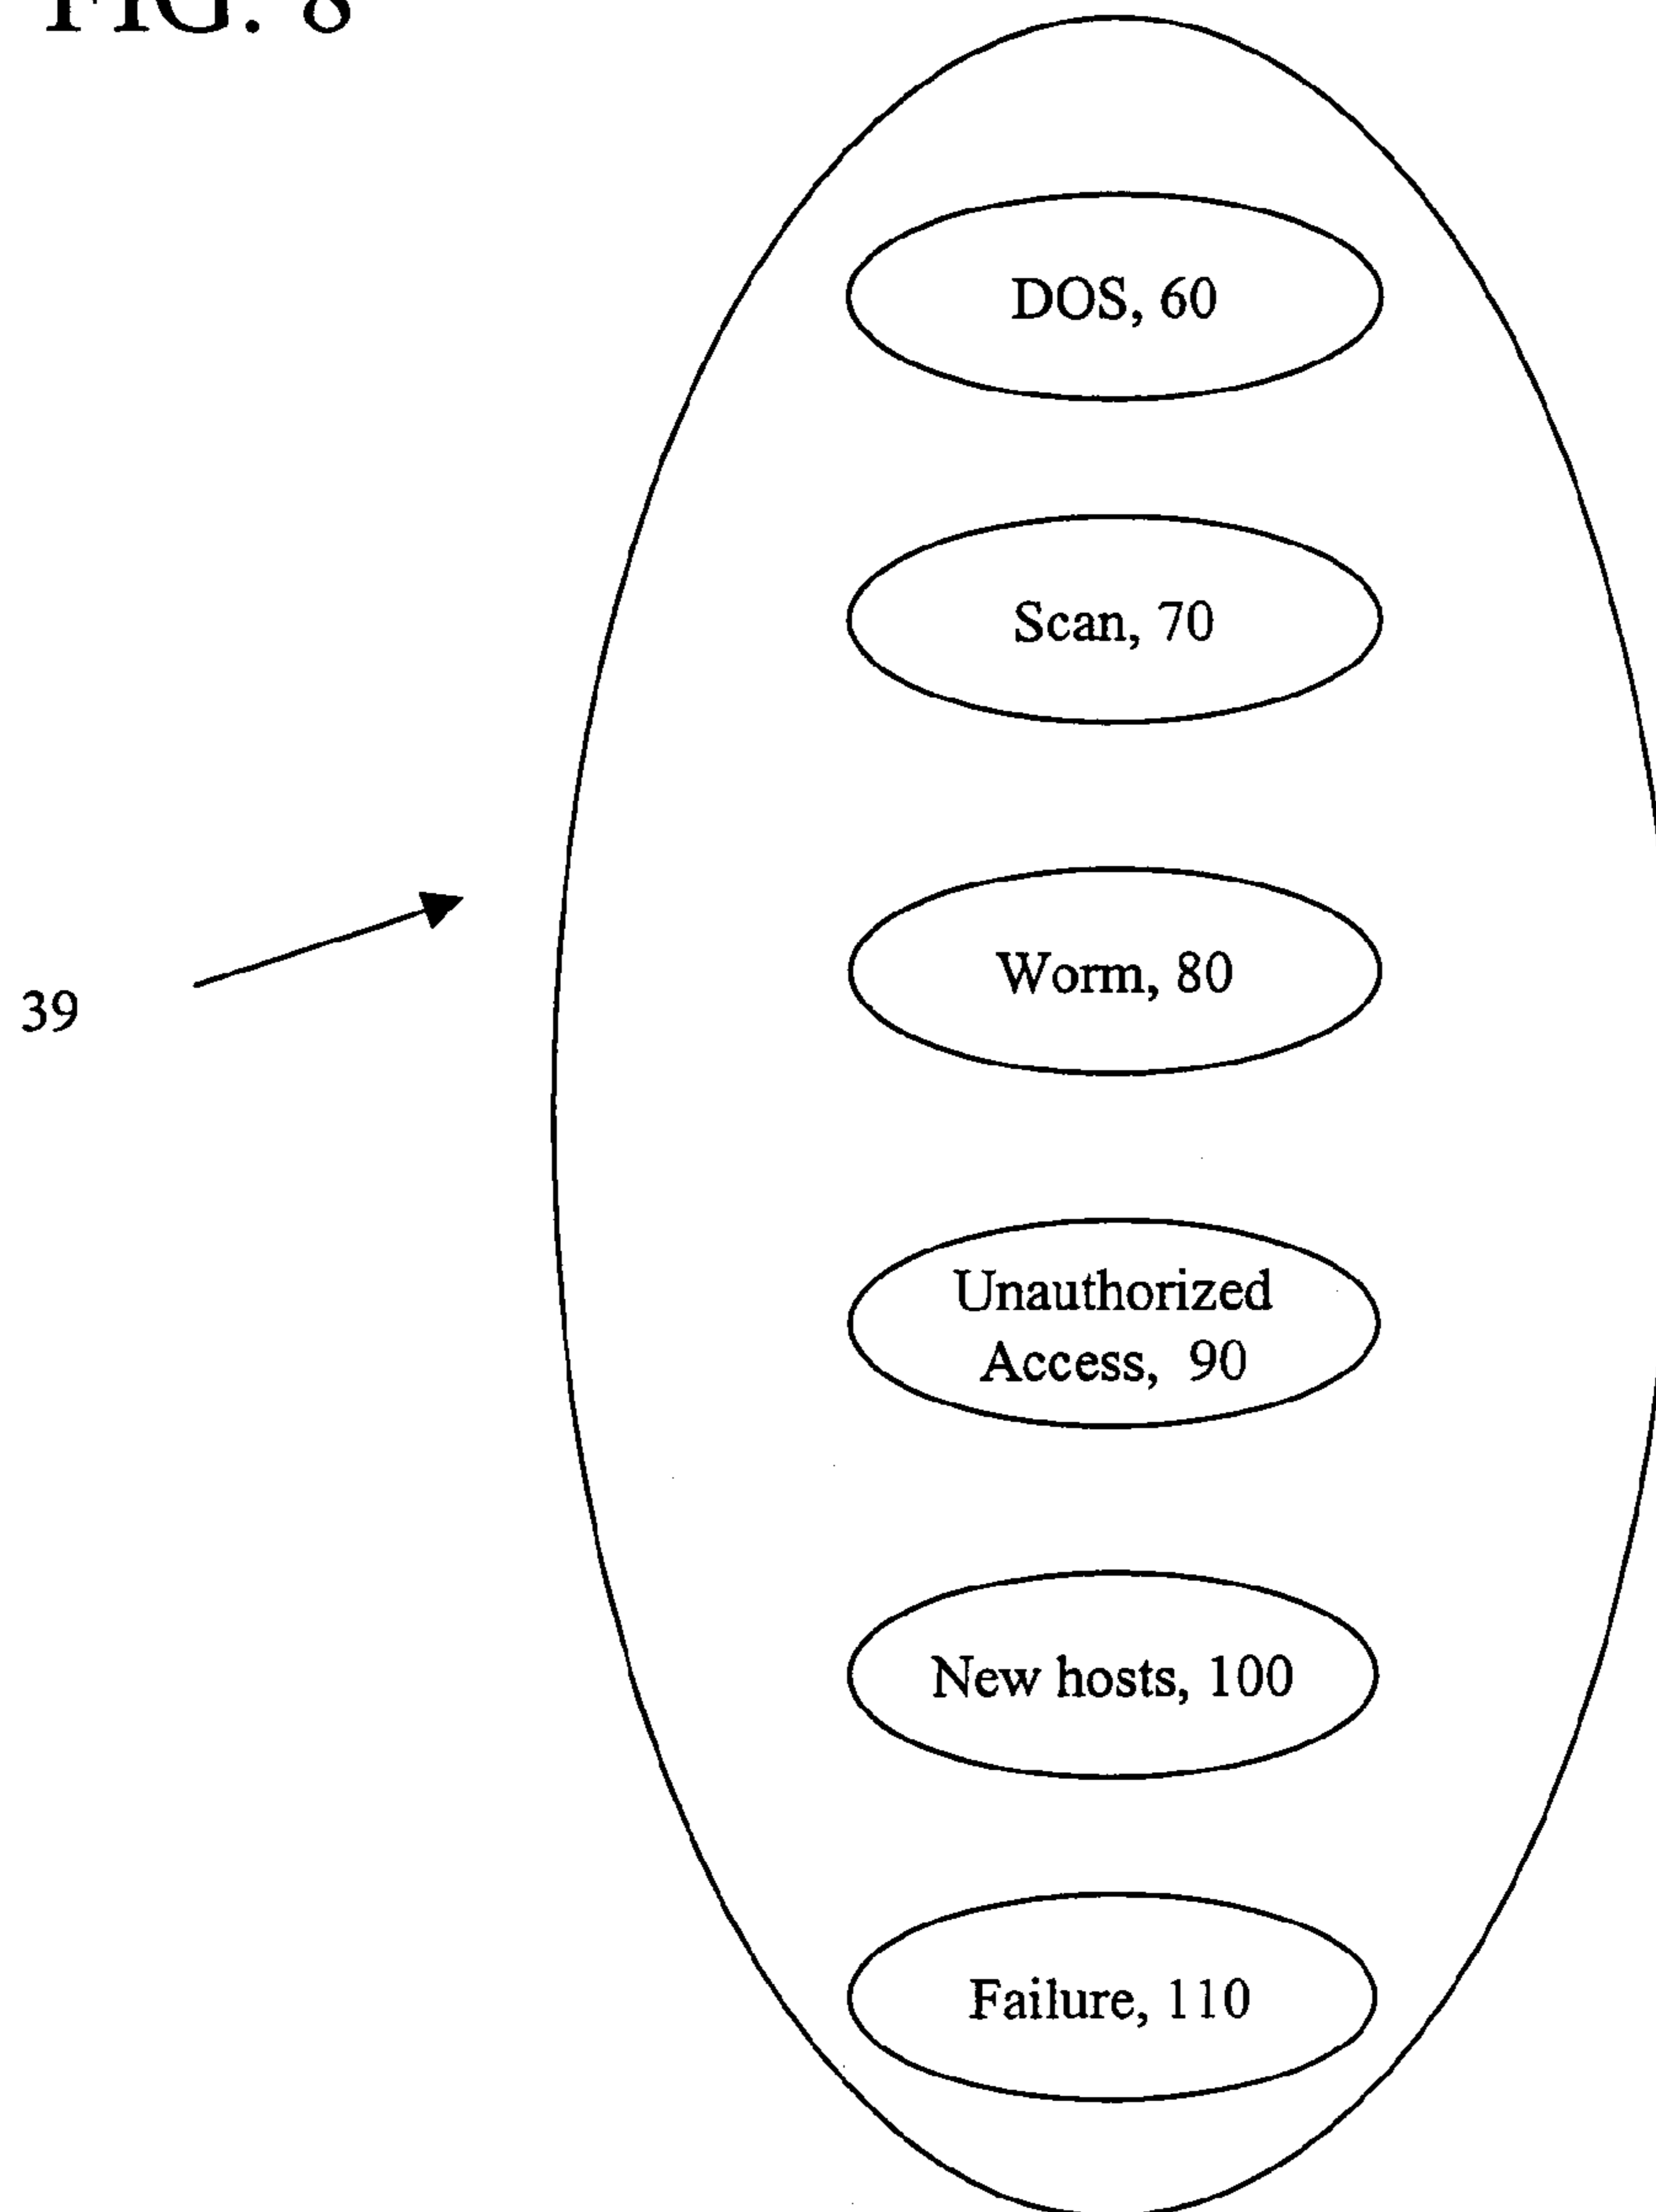 FIG. 8
DOS, 60
Scan, 70
Worm, 80
39
Unauthorized
Access, 90
New hosts, 100
Failure, 110